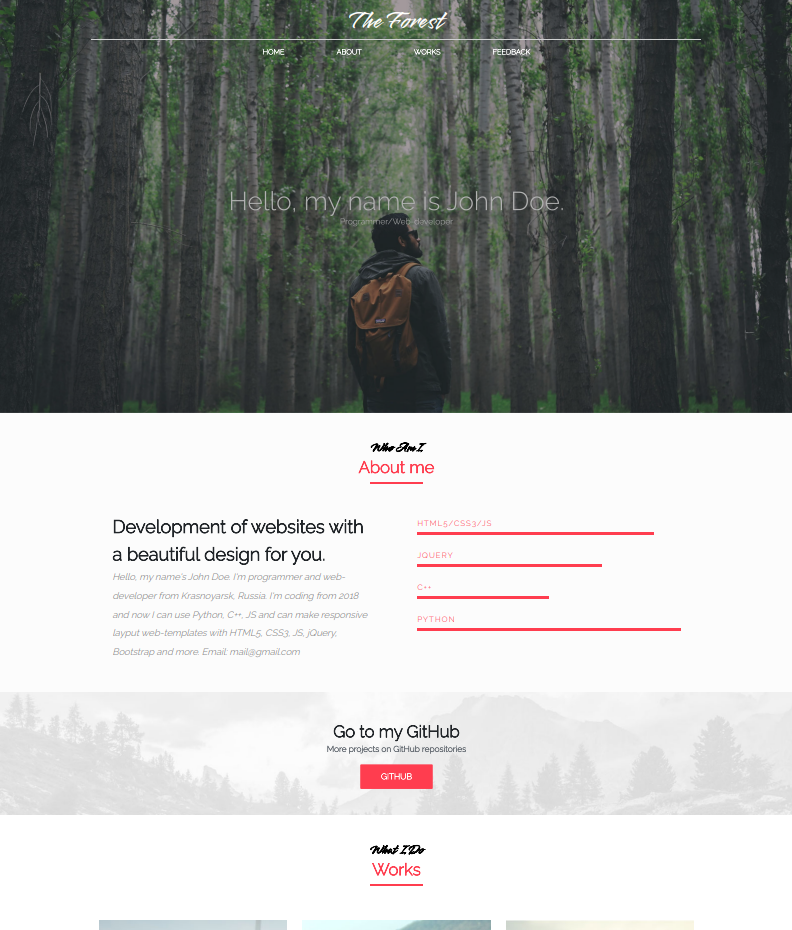 The Forest
HOME ABOUT WORKS FEEDBACK
Hello, my name is John Doe.
Programmer/Web-developer
Who Am I
About me
Development of websites with
a beautiful design for you.
Hello, my name's John Doe. I'm programmer and web-
developer from Krasnoyarsk, Russia. I'm coding from 2018
and now I can use Python, C++, JS and can make responsive
layput web-templates with HTML5, CSS3, JS, jQuery,
Bootstrap and more. Email: mail@gmail.com
HTML5/CSS3/JS
JQUERY
C++
PYTHON
Go to my GitHub
More projects on GitHub repositories
GITHUB
What I Do
Works